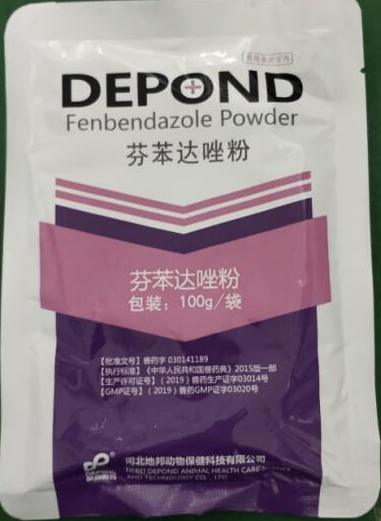 DEPOND
Fenbendazole Powder
芬苯达唑粉
芬苯达唑粉
包装：100g/袋
【批准文号】兽药字 030141189
【执行标准】《中华人民共和国兽药典》2015版一部
【生产许可证号】（2019）兽药生产证字03014号
【GMP证号】（2019）兽药GMP证字03020号
DEPOND
河北地邦动物保健科技有限公司
HEBEI DEPOND ANIMAL HEALTH CARE SCIENCE
AND TECHNOLOGY CO., LTD